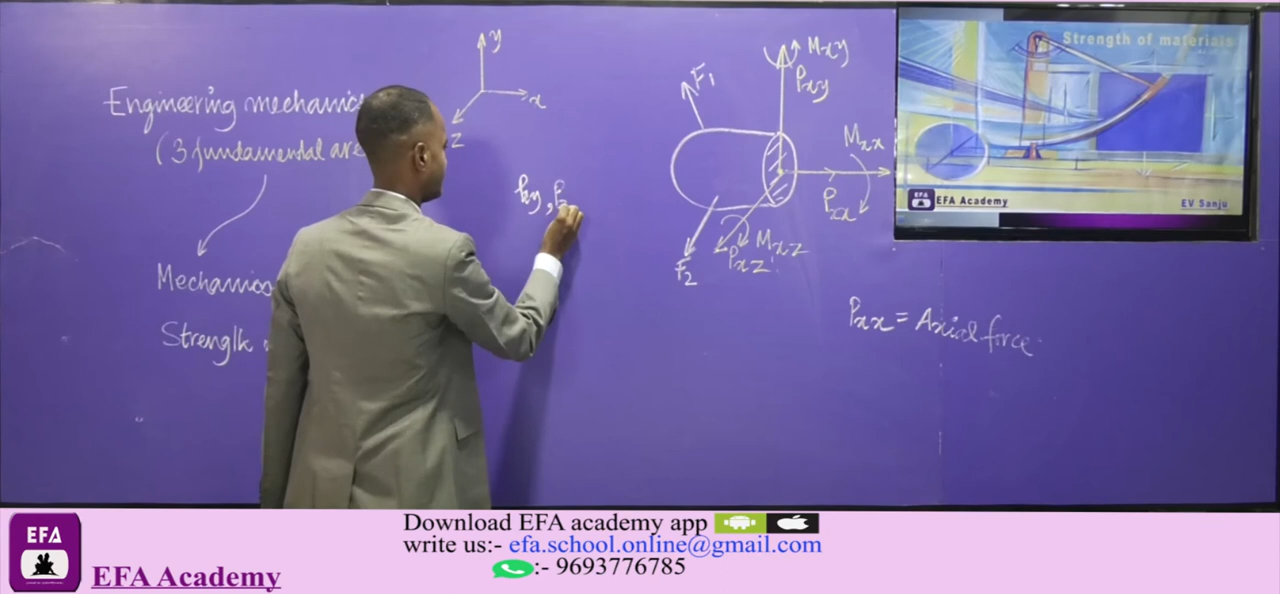 Engineering mechanics
(3 fundamental are
Mechanics
Strength
y
x
z
Pxy, P
F1
F2
Mxy
Pxy
Mxx
Pxx
Mxz
Pxz
Pxx = Axial force
Strength of materials
EFA Academy
EV Sanju
EFA
EFA Academy
Download EFA academy app
write us:- efa.school.online@gmail.com
:- 9693776785